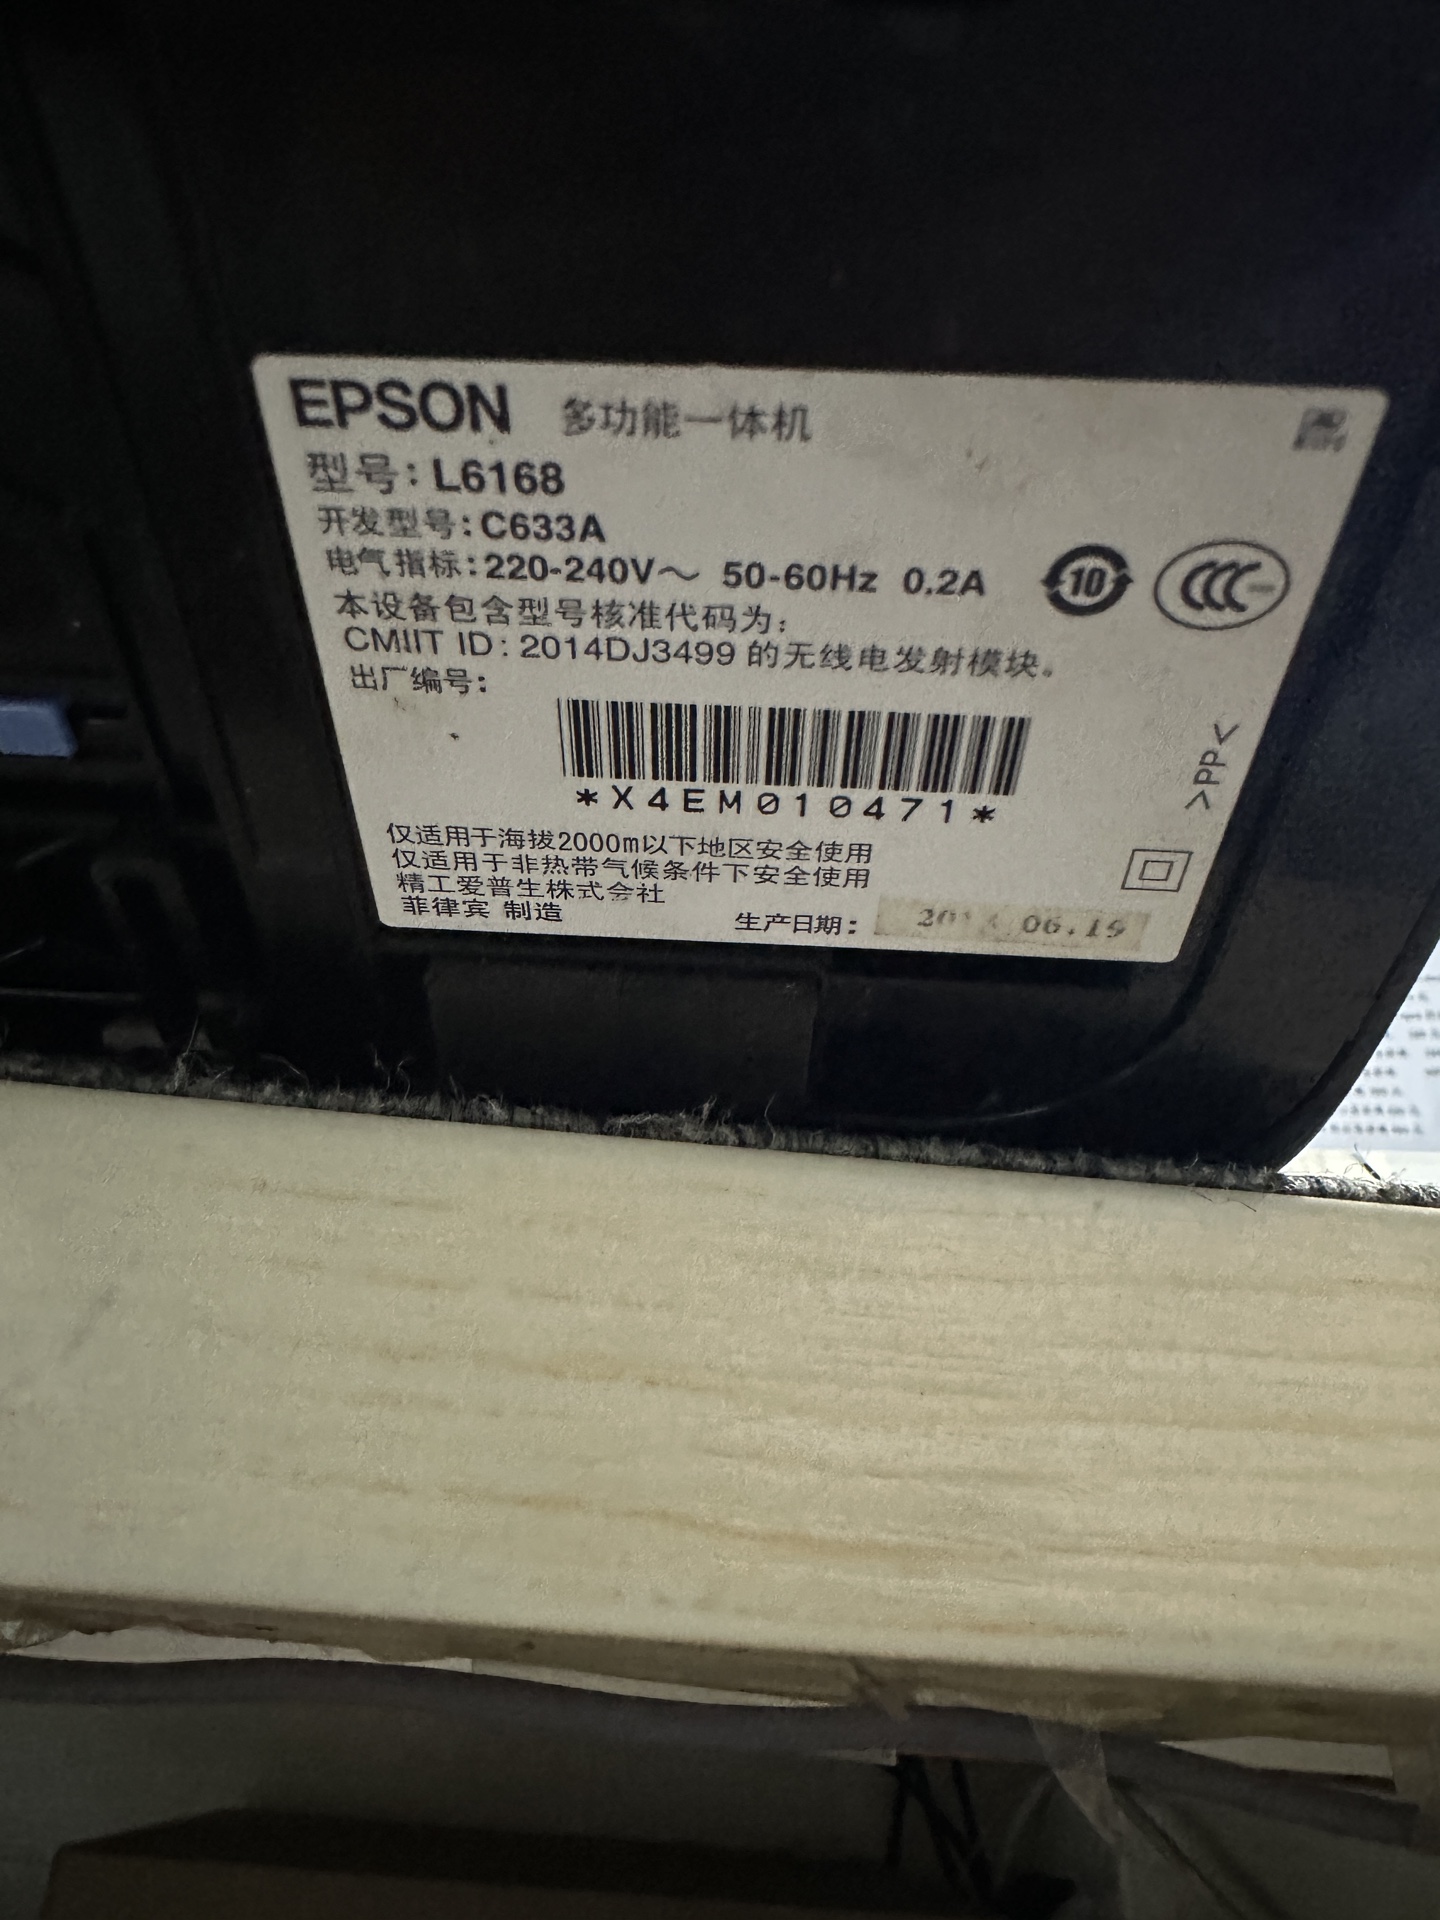 EPSON 多功能一体机
型号：L6168
开发型号：C633A
电气指标：220-240V～ 50-60Hz 0.2A
10
CCC
本设备包含型号核准代码为：
CMIIT ID：2014DJ3499 的无线电发射模块。
出厂编号：
*X4EM010471*
>PP<
仅适用于海拔2000m以下地区安全使用
仅适用于非热带气候条件下安全使用
精工爱普生株式会社
菲律宾 制造
生产日期： 06.19